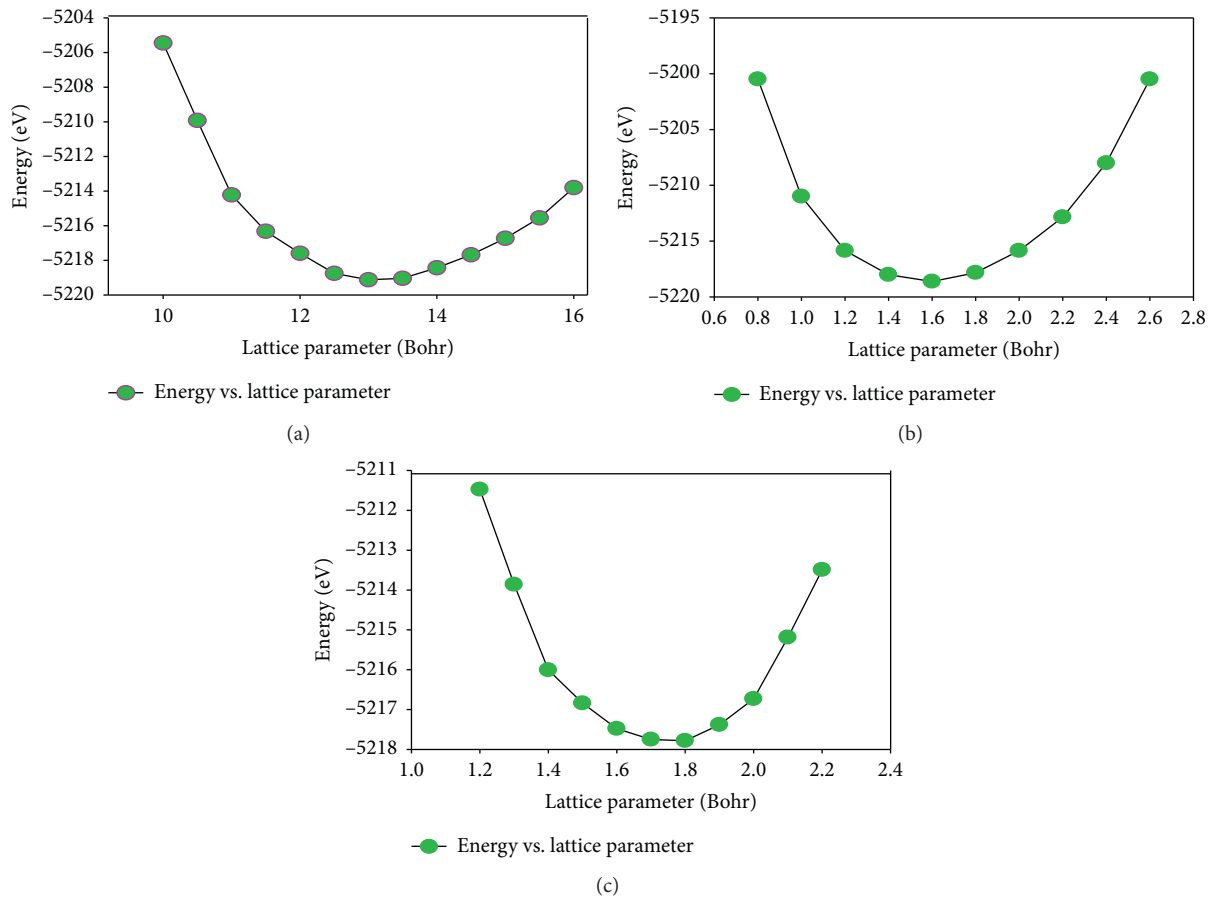 −5204
−5206
−5208
−5210
−5212
−5214
−5216
−5218
−5220
Energy (eV)
10 12 14 16
Lattice parameter (Bohr)
Energy vs. lattice parameter
(a)
−5195
−5200
−5205
−5210
−5215
−5220
Energy (eV)
0.6 0.8 1.0 1.2 1.4 1.6 1.8 2.0 2.2 2.4 2.6 2.8
Lattice parameter (Bohr)
Energy vs. lattice parameter
(b)
−5211
−5212
−5213
−5214
−5215
−5216
−5217
−5218
Energy (eV)
1.0 1.2 1.4 1.6 1.8 2.0 2.2 2.4
Lattice parameter (Bohr)
Energy vs. lattice parameter
(c)